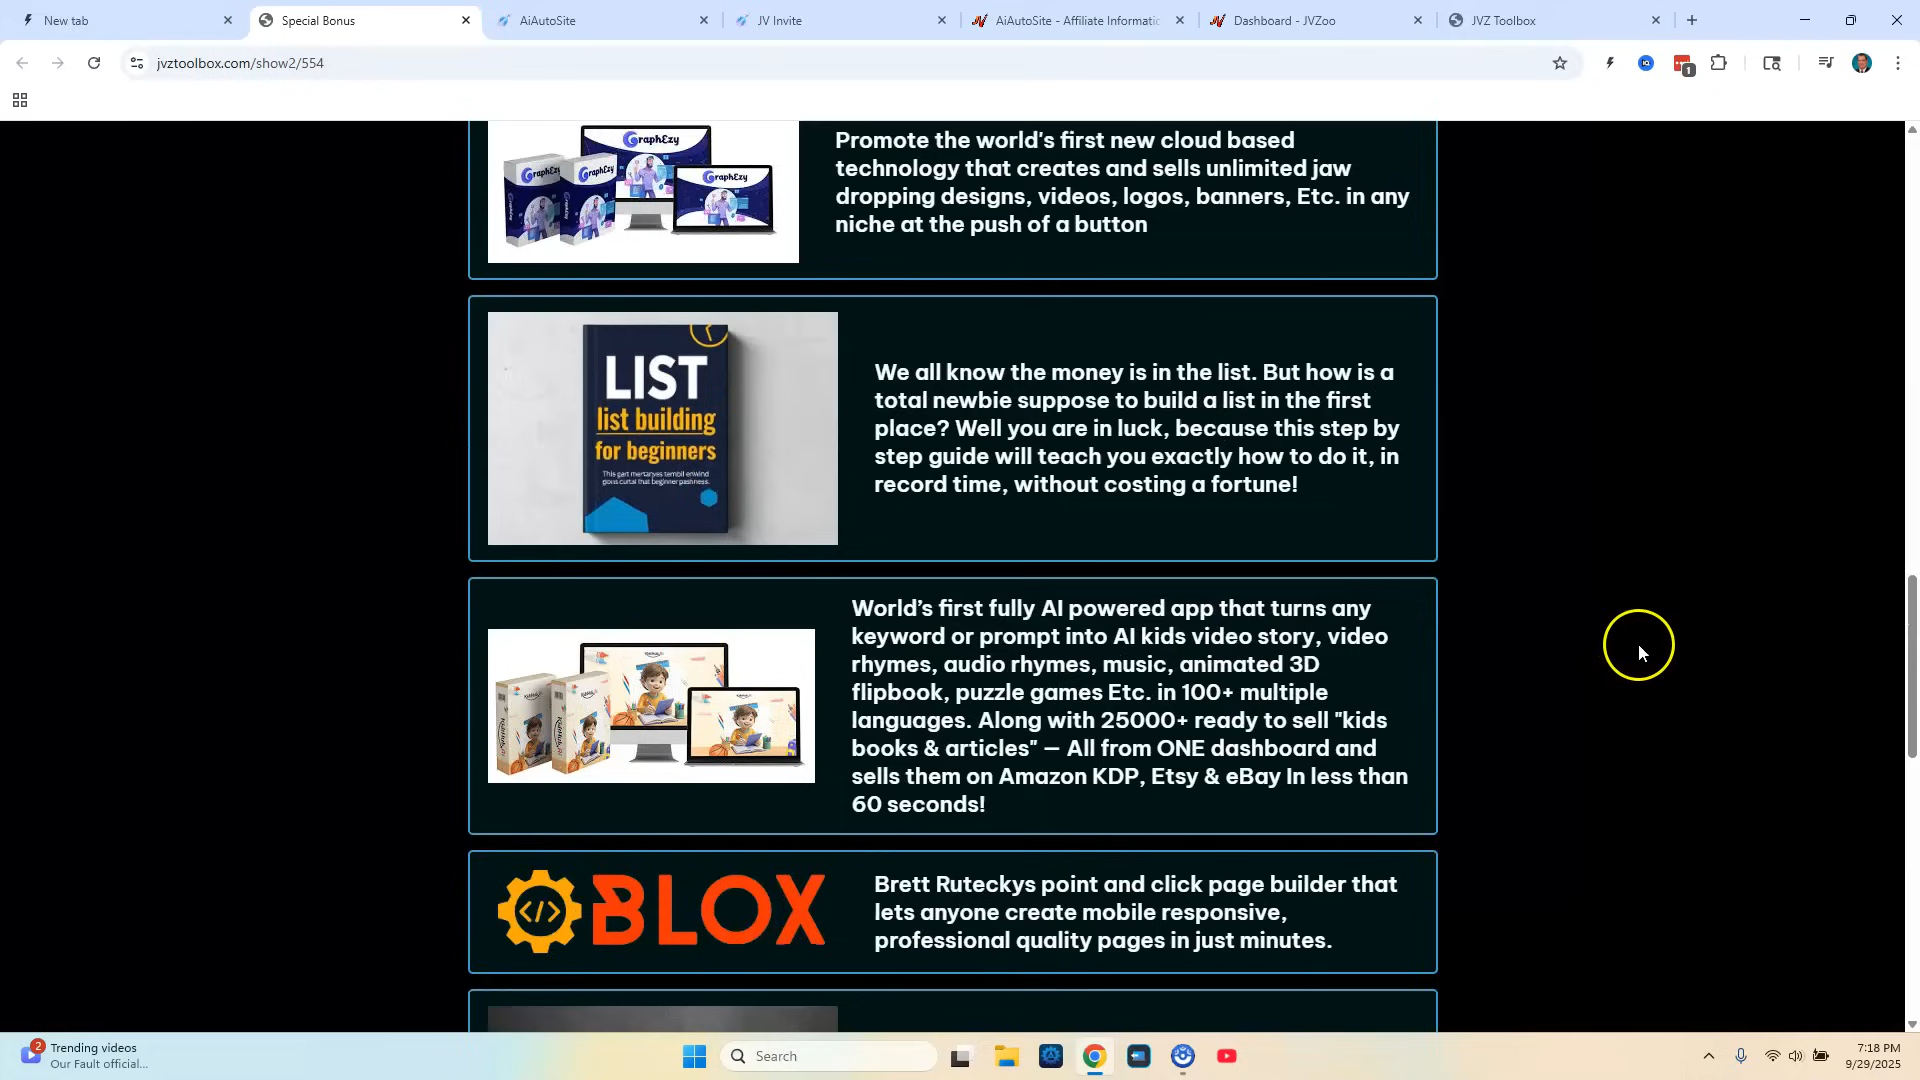 New tab
Special Bonus
AiAutoSite
JV Invite
AiAutoSite - Affiliate Informatic
Dashboard - JVZoo
JVZ Toolbox
jvztoolbox.com/show2/554
1
GraphEzy
GraphEzy
GraphEzy
GraphEzy
Promote the world's first new cloud based
technology that creates and sells unlimited jaw
dropping designs, videos, logos, banners, Etc. in any
niche at the push of a button
LIST
list building
for beginners
We all know the money is in the list. But how is a
total newbie suppose to build a list in the first
place? Well you are in luck, because this step by
step guide will teach you exactly how to do it, in
record time, without costing a fortune!
World's first fully AI powered app that turns any
keyword or prompt into AI kids video story, video
rhymes, audio rhymes, music, animated 3D
flipbook, puzzle games Etc. in 100+ multiple
languages. Along with 25000+ ready to sell "kids
books & articles" — All from ONE dashboard and
sells them on Amazon KDP, Etsy & eBay In less than
60 seconds!
</> BLOX
Brett Ruteckys point and click page builder that
lets anyone create mobile responsive,
professional quality pages in just minutes.
2
Trending videos
Our Fault official...
Search
7:18 PM
9/29/2025